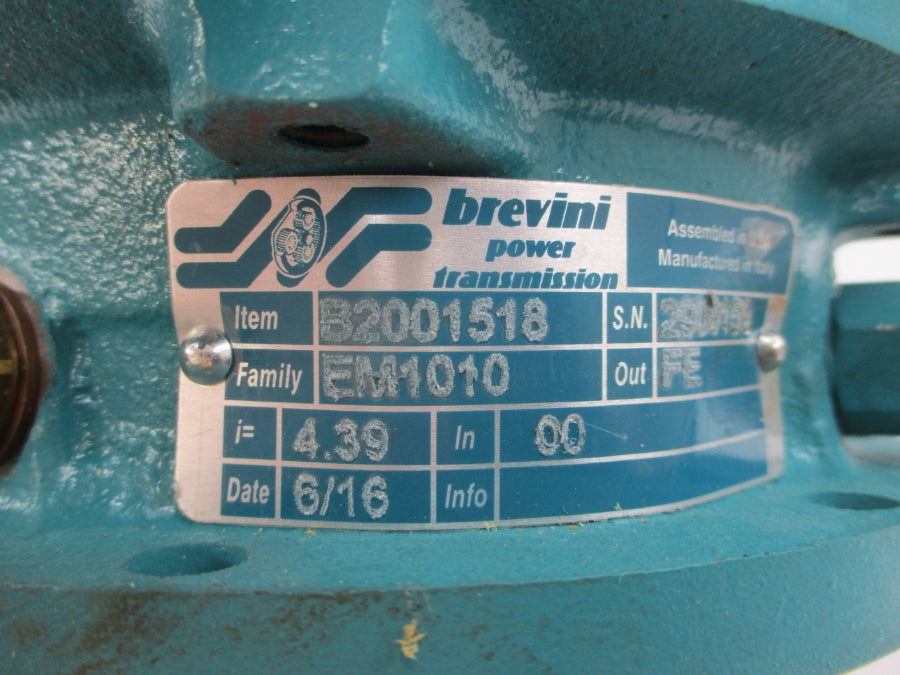 brevini
power
transmission
Assembled in
Manufactured in Italy
Item B2001518 S.N.
Family EM1010 Out FE
i= 4.39 In 00
Date 6/16 Info